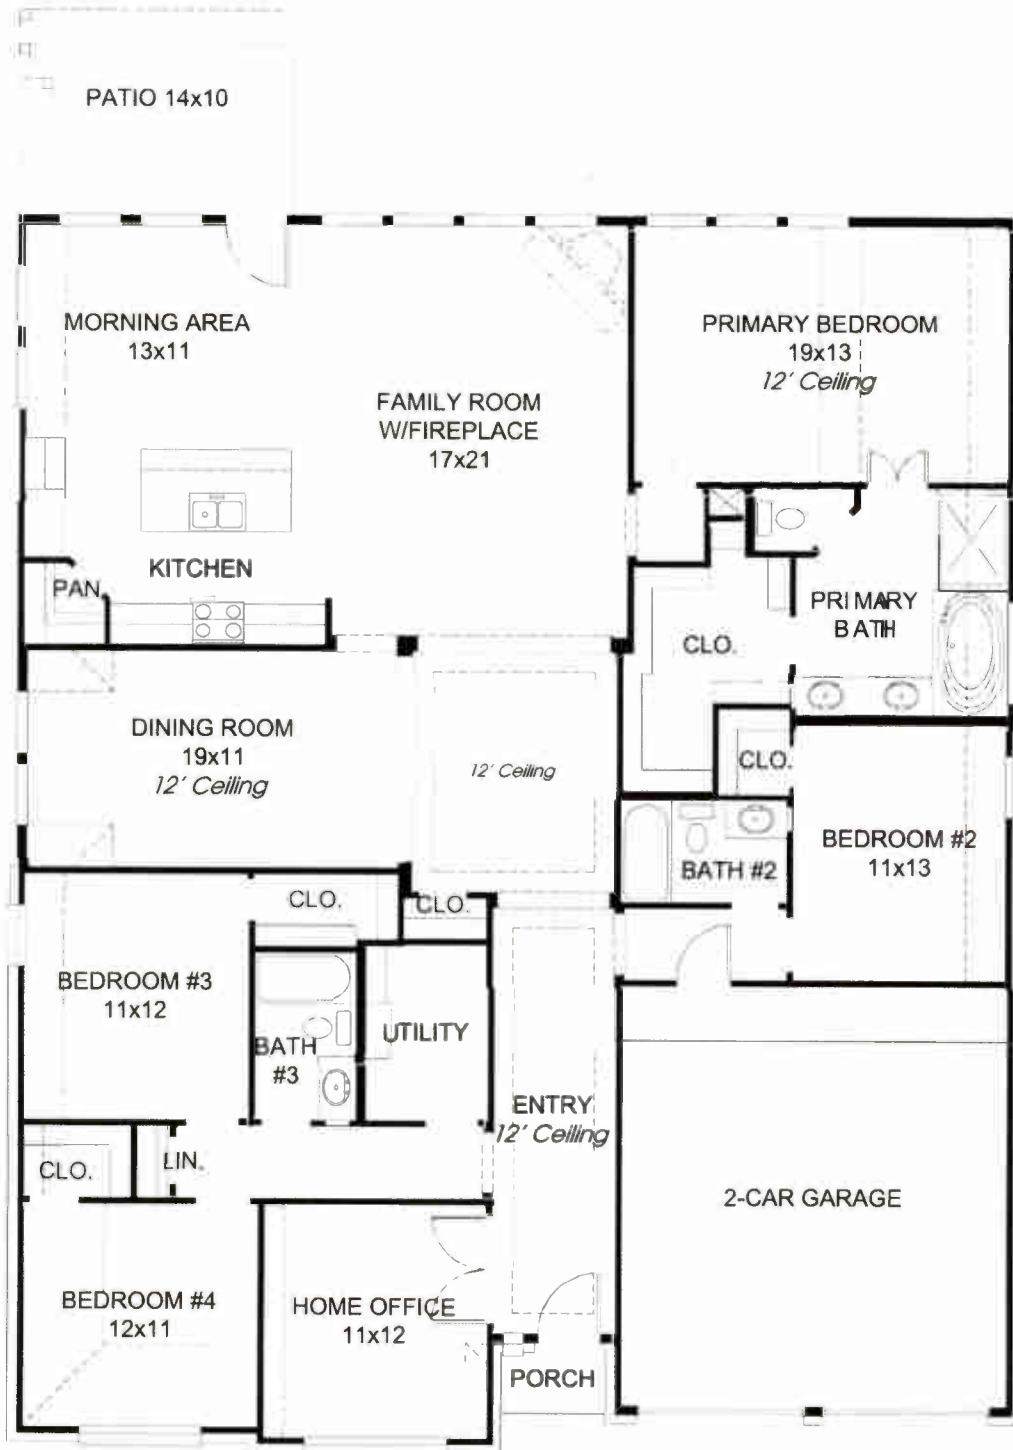 PATIO 14x10
MORNING AREA
13x11
FAMILY ROOM
W/FIREPLACE
17x21
PRIMARY BEDROOM
19x13
12' Ceiling
KITCHEN
PAN.
PRIMARY
BATH
CLO.
DINING ROOM
19x11
12' Ceiling
12' Ceiling
CLO.
BEDROOM #2
11x13
BATH #2
CLO.
CLO.
BEDROOM #3
11x12
BATH
#3
UTILITY
ENTRY
12' Ceiling
CLO.
LIN.
2-CAR GARAGE
BEDROOM #4
12x11
HOME OFFICE
11x12
PORCH